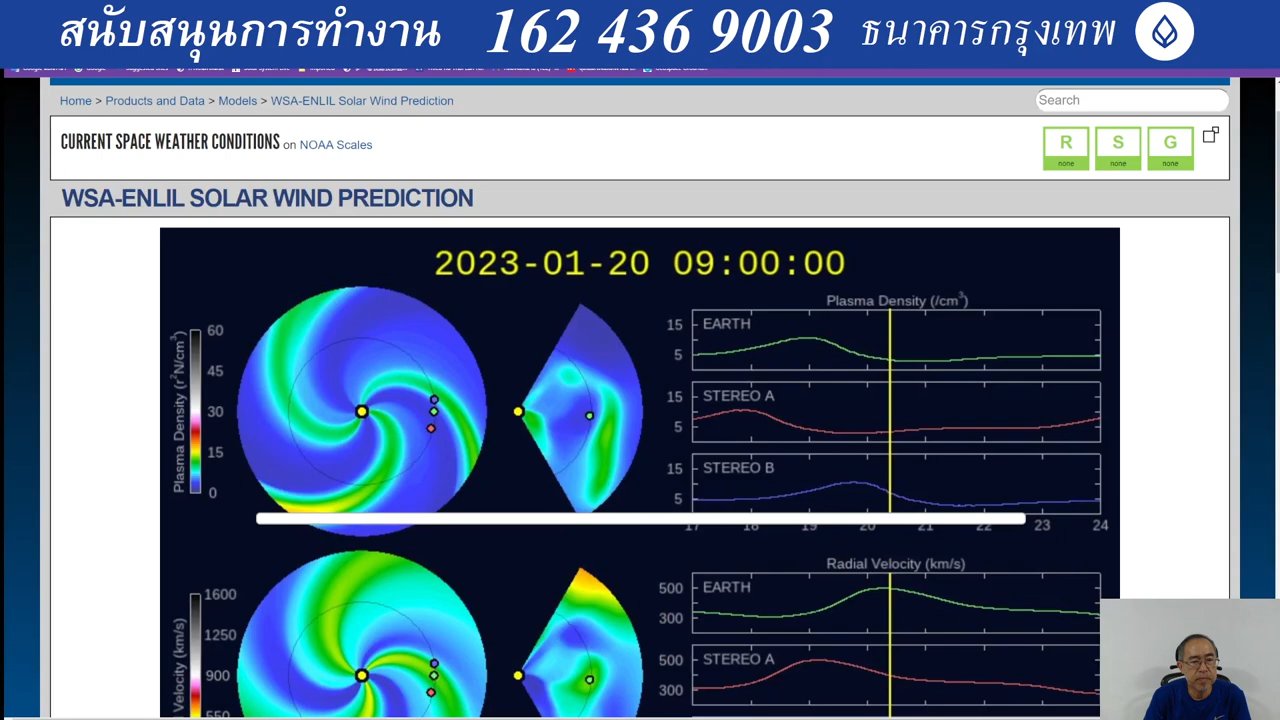 สนับสนุนการทำงาน 162 436 9003 ธนาคารกรุงเทพ
Home > Products and Data > Models > WSA-ENLIL Solar Wind Prediction
Search
CURRENT SPACE WEATHER CONDITIONS on NOAA Scales
R S G
none none none
WSA-ENLIL SOLAR WIND PREDICTION
2023-01-20 09:00:00
Plasma Density (r²N/cm³)
60
45
30
15
0
Plasma Density (/cm³)
15 EARTH
5
15 STEREO A
5
15 STEREO B
5
17 18 19 20 21 22 23 24
Velocity (km/s)
1600
1250
900
550
Radial Velocity (km/s)
500 EARTH
300
500 STEREO A
300